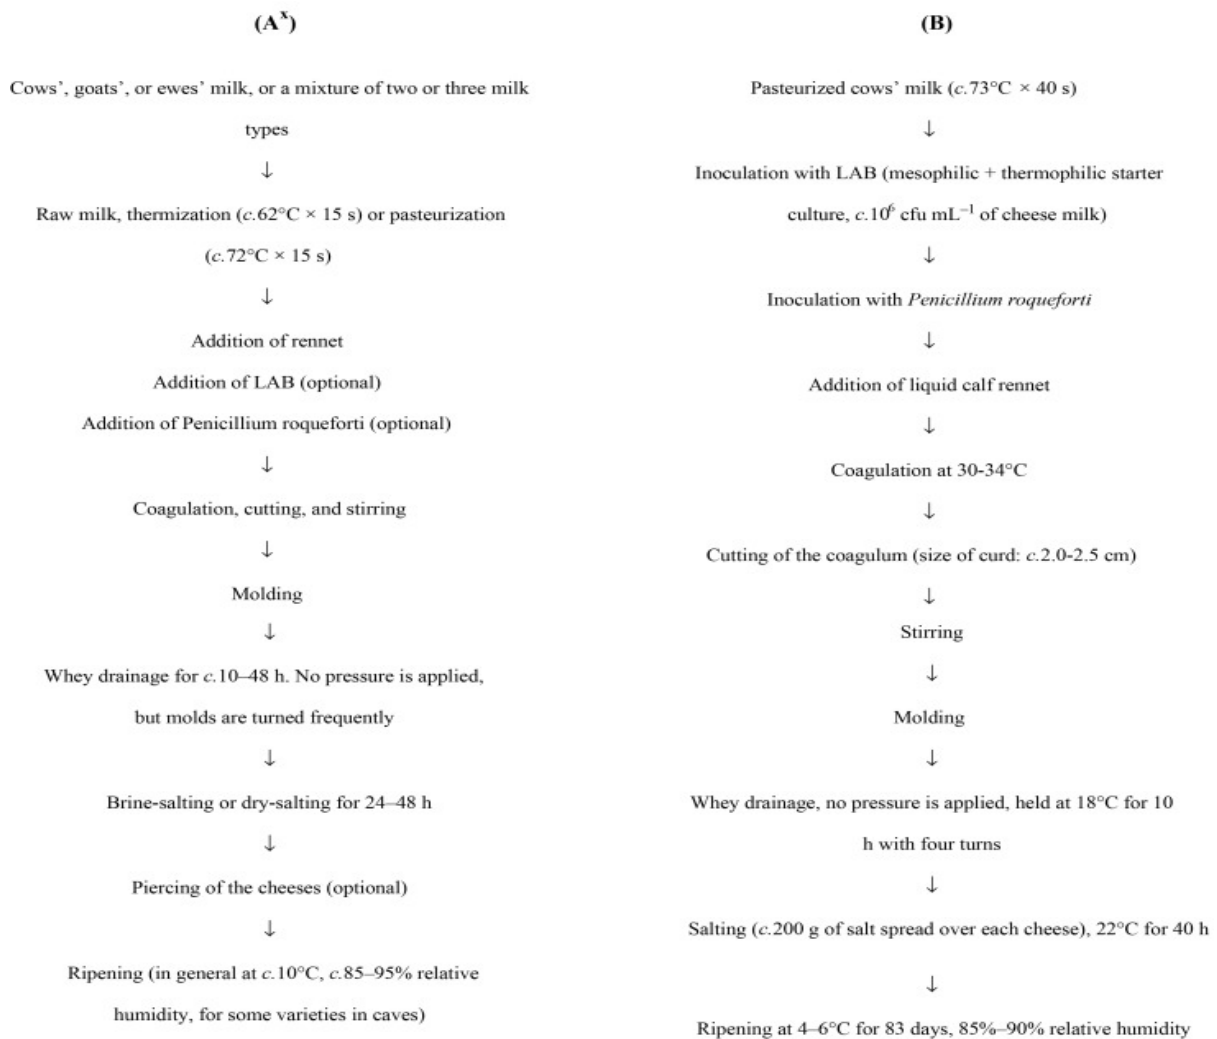 (Aˣ)
Cows’, goats’, or ewes’ milk, or a mixture of two or three milk
types
↓
Raw milk, thermization (c.62°C × 15 s) or pasteurization
(c.72°C × 15 s)
↓
Addition of rennet
Addition of LAB (optional)
Addition of Penicillium roqueforti (optional)
↓
Coagulation, cutting, and stirring
↓
Molding
↓
Whey drainage for c.10–48 h. No pressure is applied,
but molds are turned frequently
↓
Brine-salting or dry-salting for 24–48 h
↓
Piercing of the cheeses (optional)
↓
Ripening (in general at c.10°C, c.85–95% relative
humidity, for some varieties in caves)
(B)
Pasteurized cows’ milk (c.73°C × 40 s)
↓
Inoculation with LAB (mesophilic + thermophilic starter
culture, c.10⁶ cfu mL⁻¹ of cheese milk)
↓
Inoculation with Penicillium roqueforti
↓
Addition of liquid calf rennet
↓
Coagulation at 30-34°C
↓
Cutting of the coagulum (size of curd: c.2.0-2.5 cm)
↓
Stirring
↓
Molding
↓
Whey drainage, no pressure is applied, held at 18°C for 10
h with four turns
↓
Salting (c.200 g of salt spread over each cheese), 22°C for 40 h
↓
Ripening at 4–6°C for 83 days, 85%–90% relative humidity